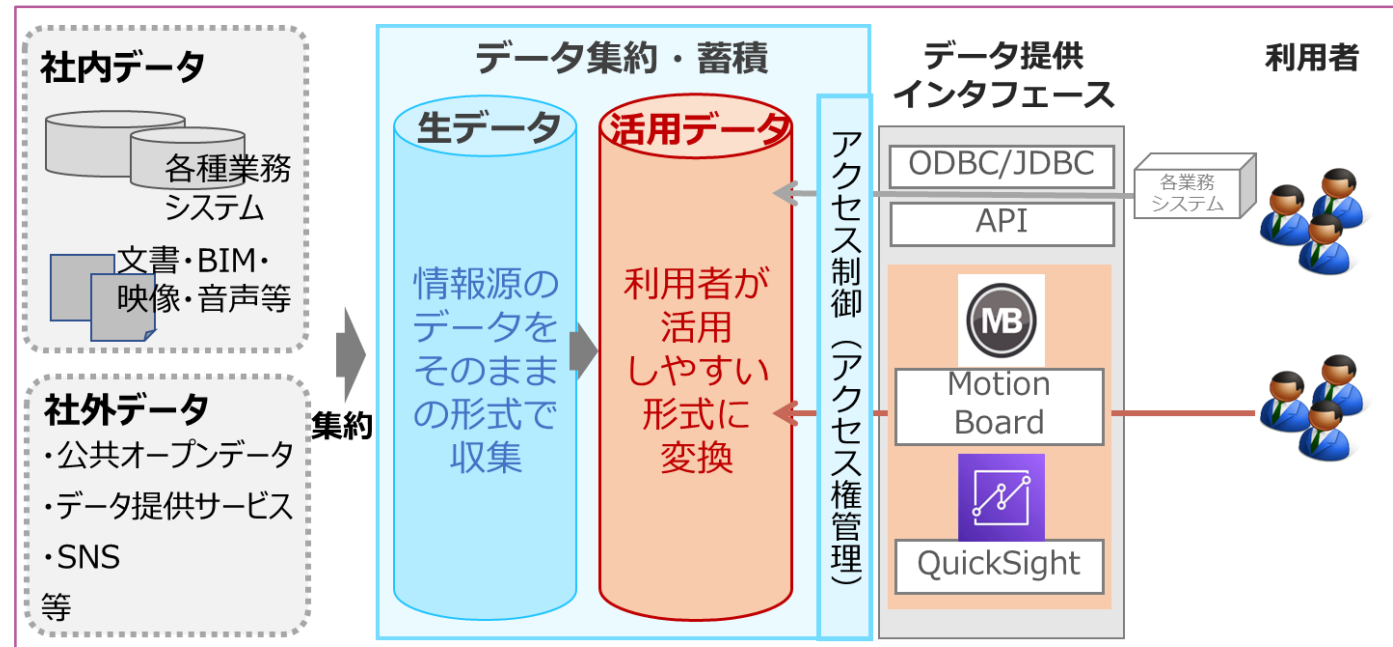 社内データ
各種業務
システム
文書・BIM・
映像・音声等
社外データ
・公共オープンデータ
・データ提供サービス
・SNS
等
集約
データ集約・蓄積
生データ
情報源の
データを
そのまま
の形式で
収集
活用データ
利用者が
活用
しやすい
形式に
変換
アクセス制御（アクセス権管理）
データ提供
インタフェース
ODBC/JDBC
API
MB
Motion
Board
QuickSight
各業務
システム
利用者